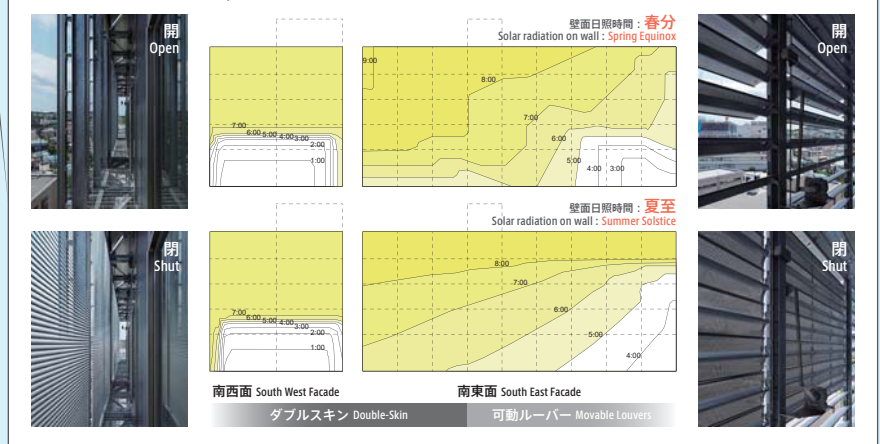 開
Open
壁面日照時間：春分
Solar radiation on wall : Spring Equinox
開
Open
9:00
8:00
7:00
6:00
5:00
4:00
3:00
7:00
6:00
5:00
4:00
3:00
2:00
1:00
壁面日照時間：夏至
Solar radiation on wall : Summer Solstice
閉
Shut
閉
Shut
8:00
7:00
6:00
5:00
4:00
7:00
6:00
5:00
4:00
3:00
2:00
1:00
南西面 South West Facade
南東面 South East Facade
ダブルスキン Double-Skin
可動ルーバー Movable Louvers